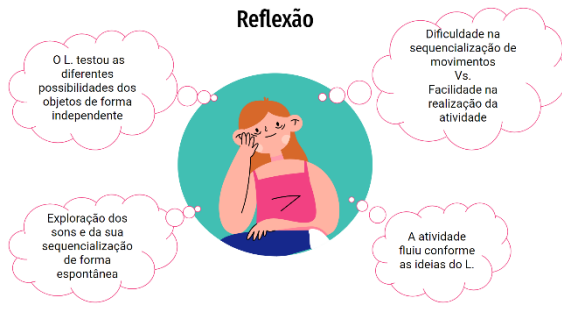 Reflexão
O L. testou as
diferentes
possibilidades dos
objetos de forma
independente
Dificuldade na
sequencialização de
movimentos
Vs.
Facilidade na
realização da
atividade
Exploração dos
sons e da sua
sequencialização
de forma
espontânea
A atividade
fluiu conforme
as ideias do L.